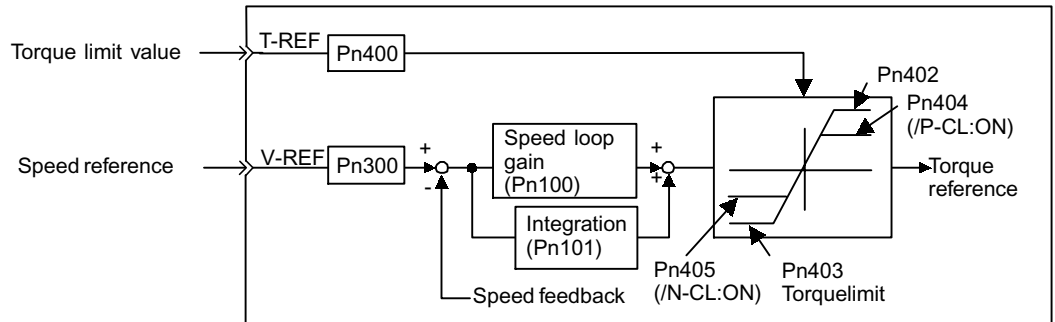 Torque limit value
T-REF
Pn400
Pn402
Pn404
(/P-CL:ON)
Speed reference
V-REF
Pn300
+
-
Speed loop
gain
(Pn100)
+
+
Torque
reference
Integration
(Pn101)
Speed feedback
Pn405
(/N-CL:ON)
Pn403
Torquelimit